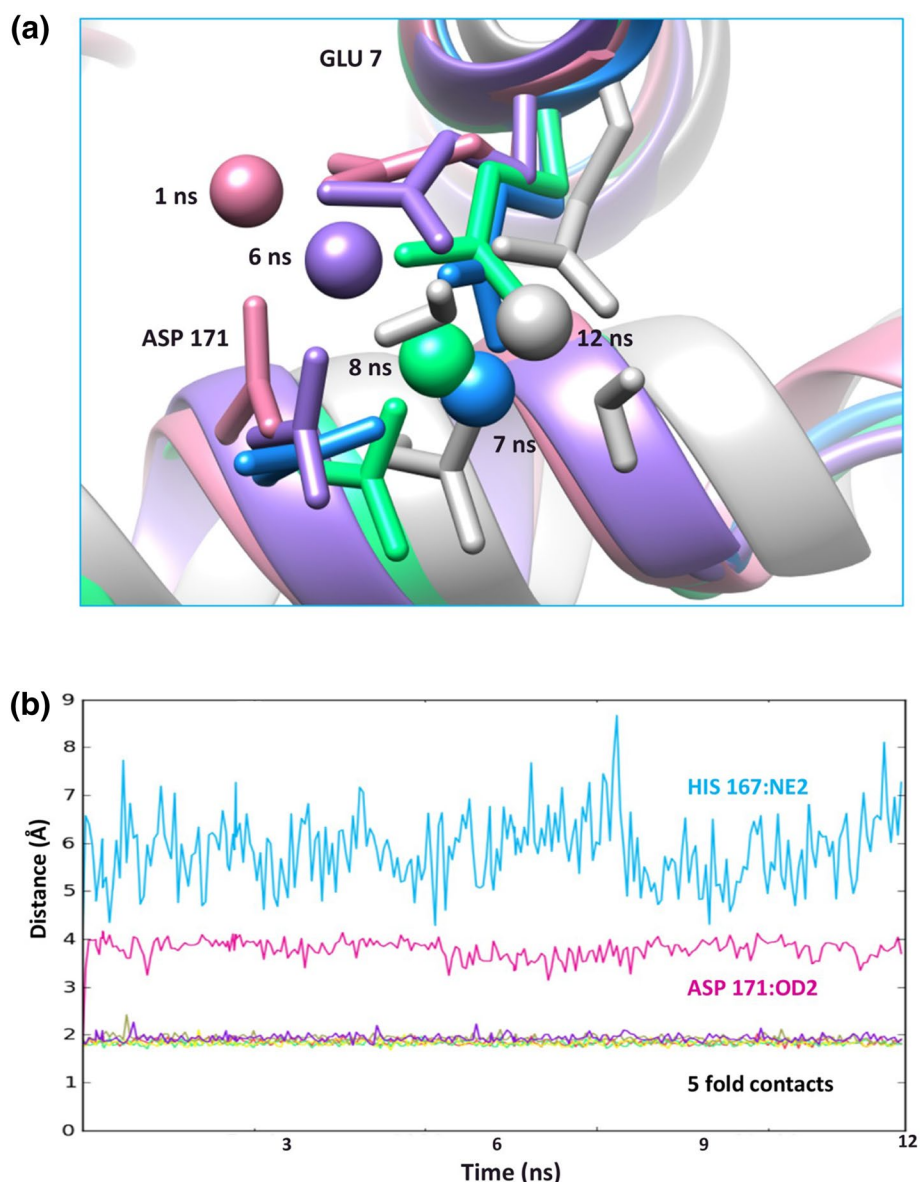 (a)
GLU 7
1 ns
6 ns
ASP 171
12 ns
8 ns
7 ns
(b)
9
8
HIS 167:NE2
7
6
5
4
ASP 171:OD2
3
2
5 fold contacts
1
0
Distance (Å)
3 6 9 12
Time (ns)